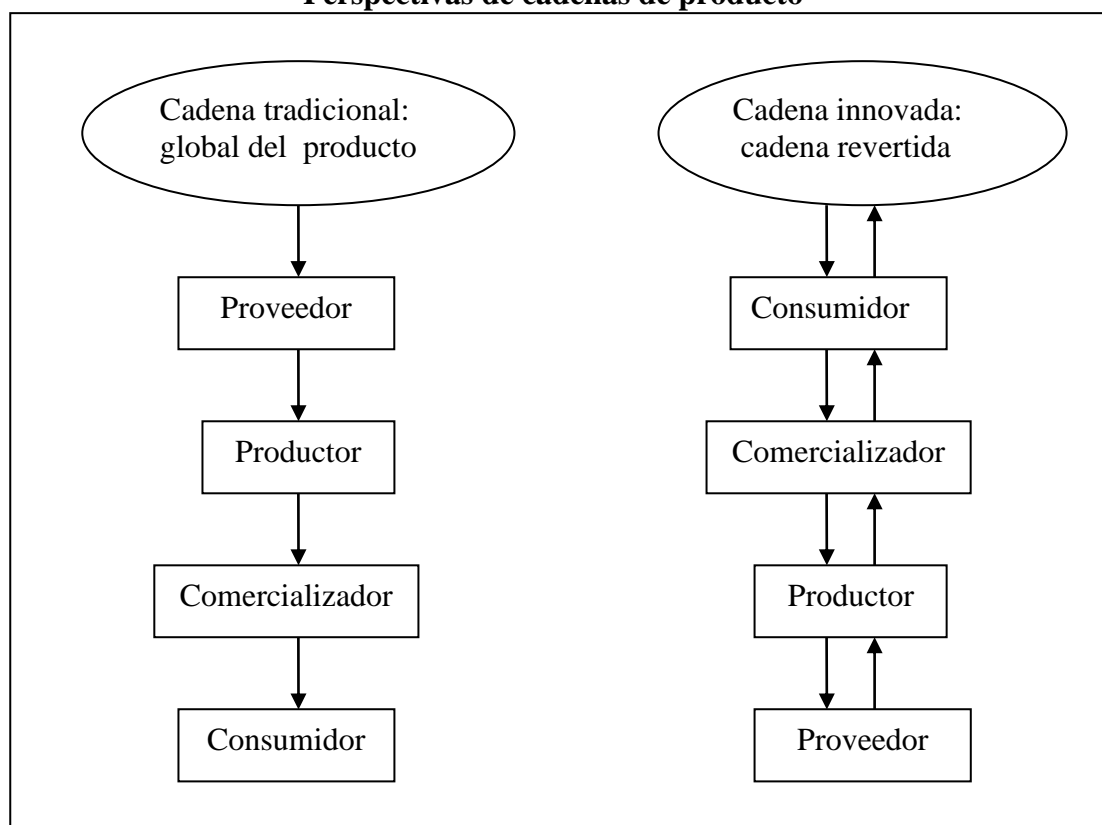 Perspectivas de cadenas de producto
Cadena tradicional:
global del producto
Proveedor
Productor
Comercializador
Consumidor
Cadena innovada:
cadena revertida
Consumidor
Comercializador
Productor
Proveedor